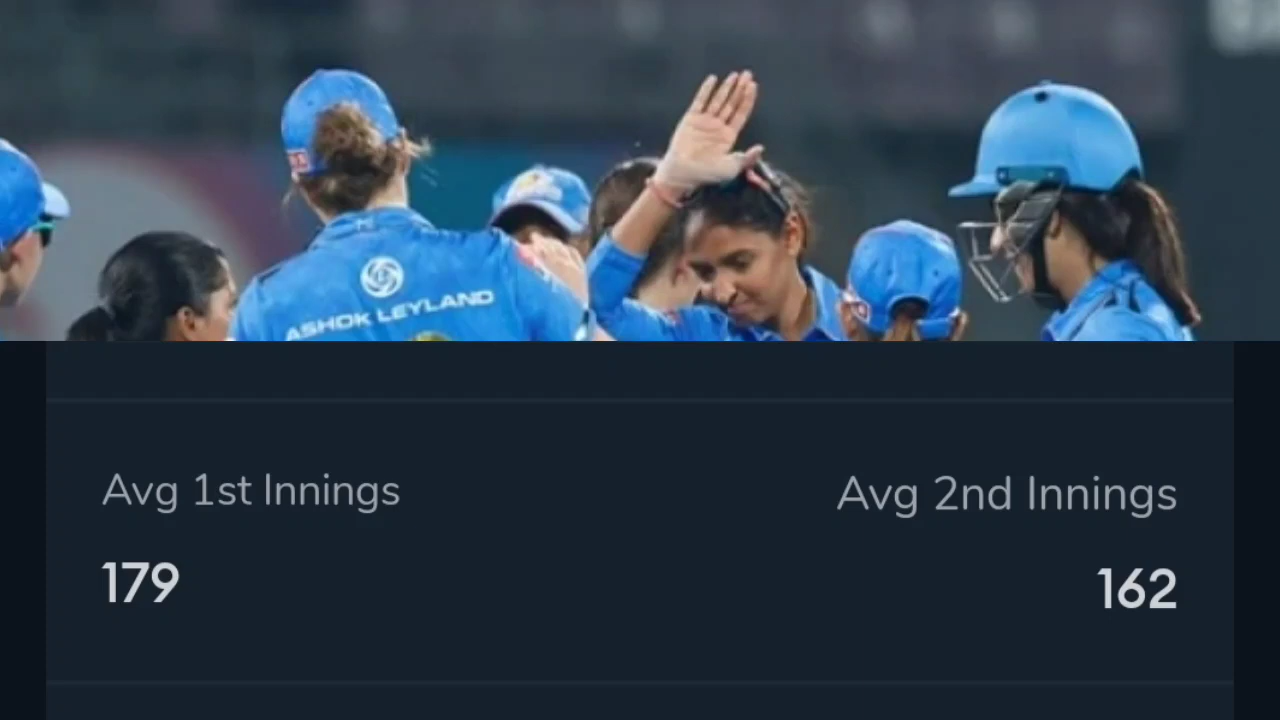 ASHOK LEYLAND
Avg 1st Innings
Avg 2nd Innings
179
162